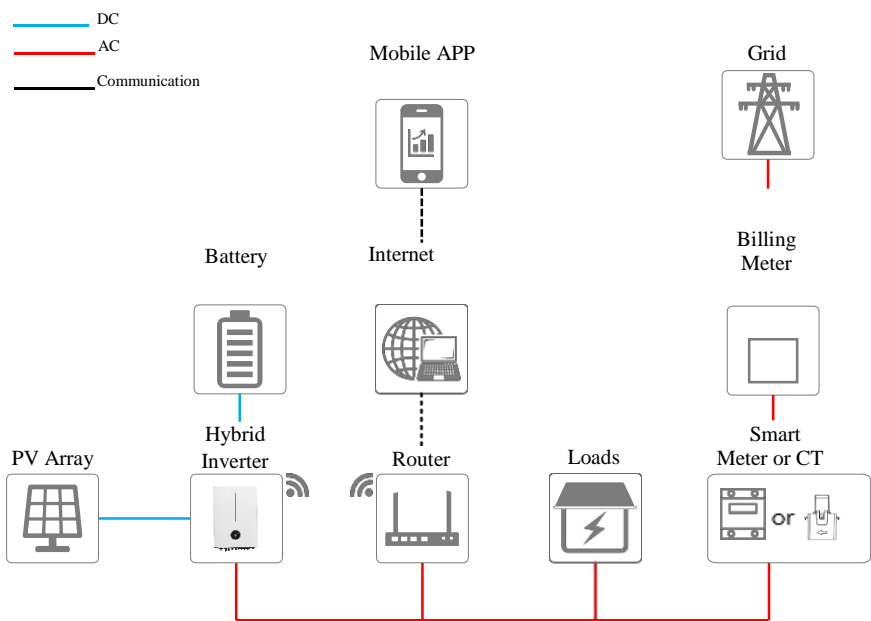 DC
AC
Communication
Mobile APP
Grid
Battery
Internet
Billing
Meter
PV Array
Hybrid
Inverter
Router
Loads
Smart
Meter or CT
or